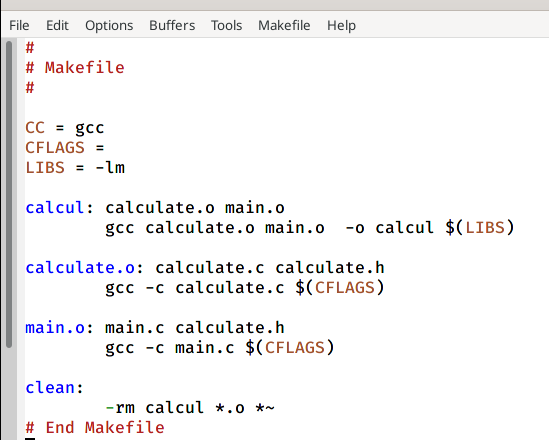 File Edit Options Buffers Tools Makefile Help
#
# Makefile
#
CC = gcc
CFLAGS =
LIBS = -lm
calcul: calculate.o main.o
        gcc calculate.o main.o  -o calcul $(LIBS)
calculate.o: calculate.c calculate.h
        gcc -c calculate.c $(CFLAGS)
main.o: main.c calculate.h
        gcc -c main.c $(CFLAGS)
clean:
        -rm calcul *.o *~
# End Makefile